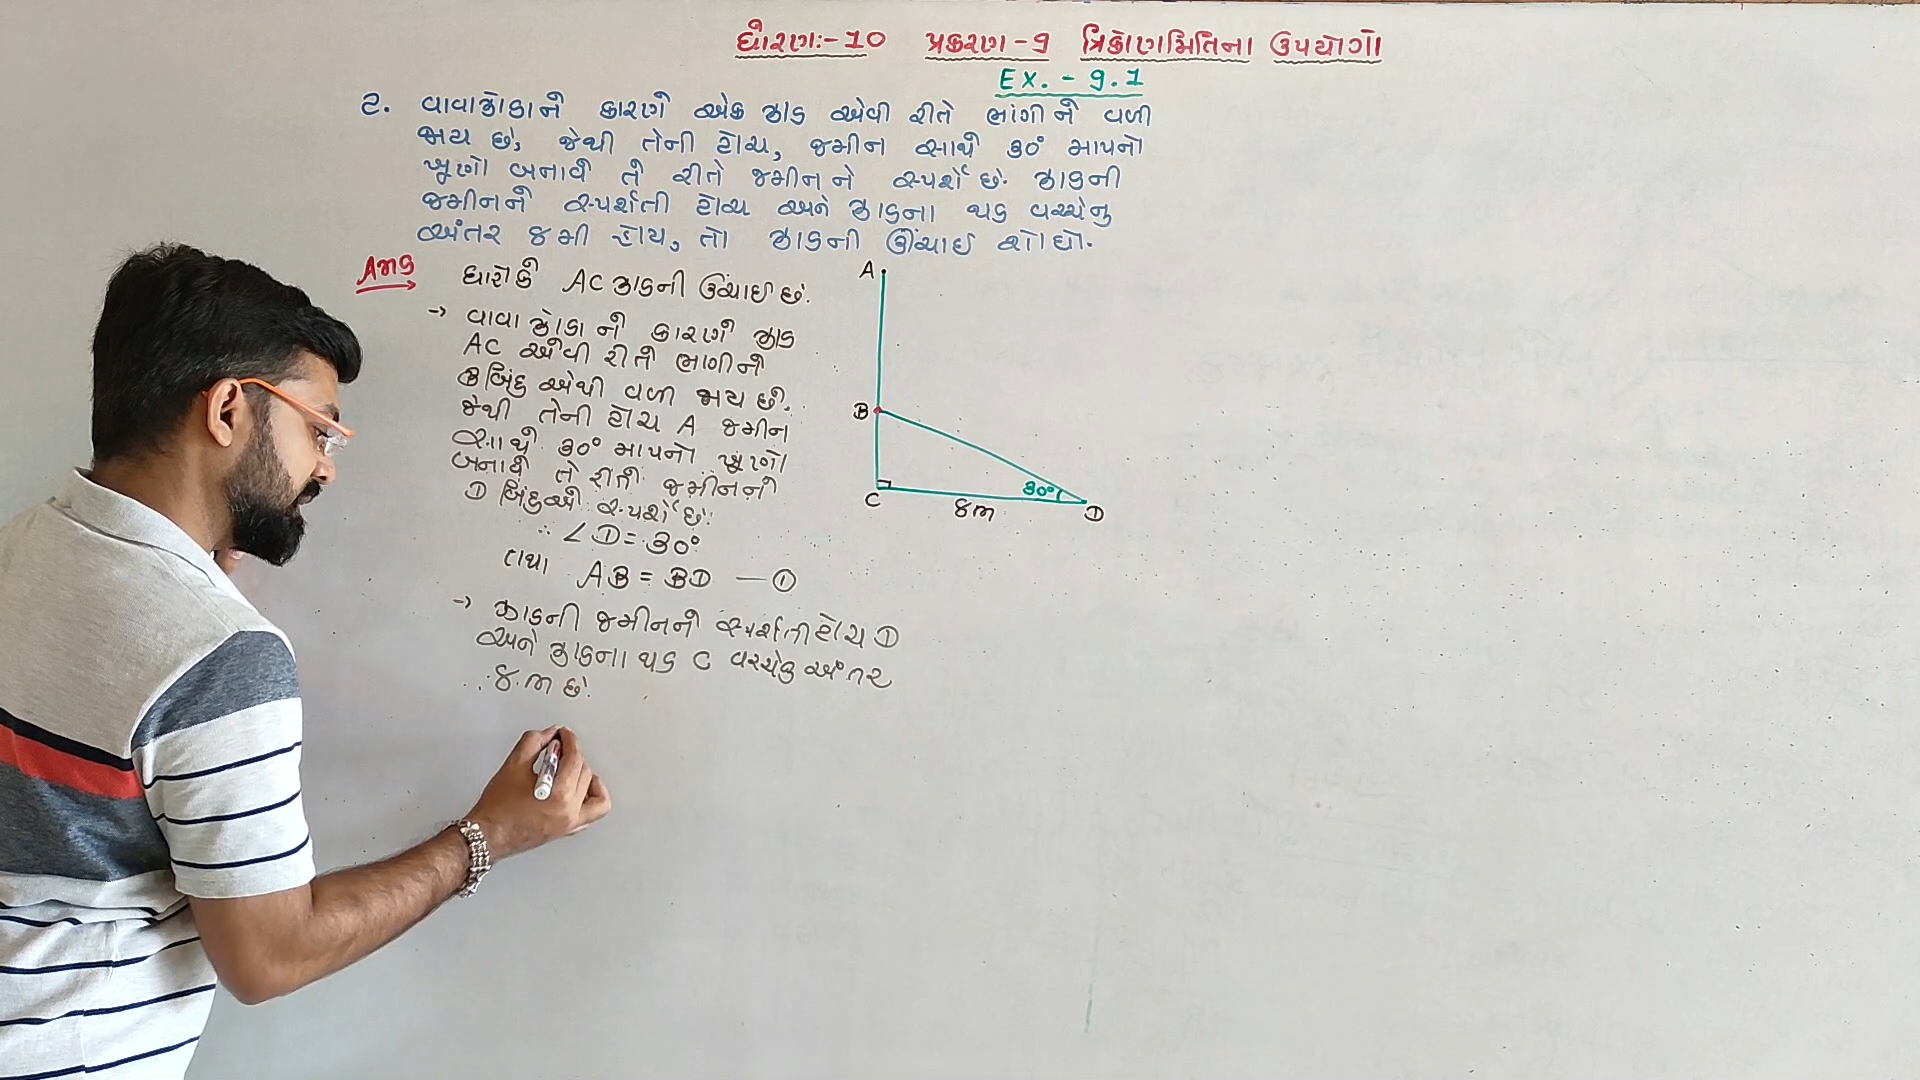 ધોરણ:-10 પ્રકરણ-9 ત્રિકોણમિતિના ઉપયોગો
Ex. - 9.1
2. વાવાઝોડાને કારણે એક ઝાડ એવી રીતે ભાંગીને વળી
જાય છે, જેથી તેની ટોચ, જમીન સાથે 30° માપનો
ખૂણો બનાવે તે રીતે જમીનને સ્પર્શે છે. ઝાડની
જમીનને સ્પર્શતી ટોચ અને ઝાડના થડ વચ્ચેનુ
અંતર ૪મી હોય, તો ઝાડની ઊંચાઈ શોધો.
Ans
ધારોકે AC ઝાડની ઉંચાઈ છે.
→ વાવાઝોડાને કારણે ઝાડ
AC એવી રીતે ભાગીને
B બિંદુ એથી વળી જાય છે.
જેથી તેની ટોચ A જમીન
સાથે 30° માપનો ખૂણો
બનાવે તે રીતે જમીનને
D બિંદુએ સ્પર્શે છે.
∴ ∠D = 30°
તથા AB = BD — ①
→ ઝાડની જમીનને સ્પર્શતી ટોચ D
અને ઝાડના થડ C વચ્ચેનુ અંતર
8 m છે.
A
B
C
8m
30°
D